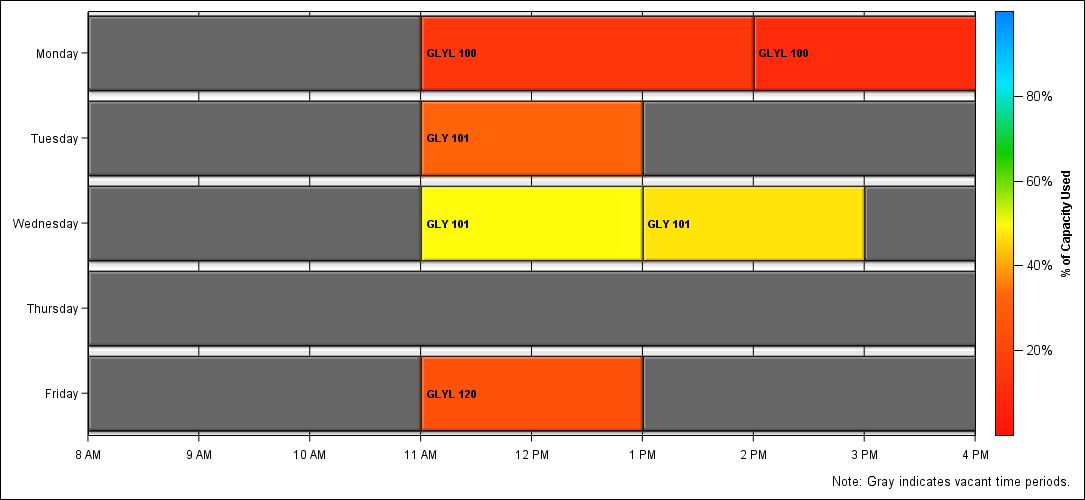 Monday
GLYL 100
GLYL 100
80%
Tuesday
GLY 101
60%
Wednesday
GLY 101
GLY 101
% of Capacity Used
40%
Thursday
20%
Friday
GLYL 120
8 AM
9 AM
10 AM
11 AM
12 PM
1 PM
2 PM
3 PM
4 PM
Note: Gray indicates vacant time periods.